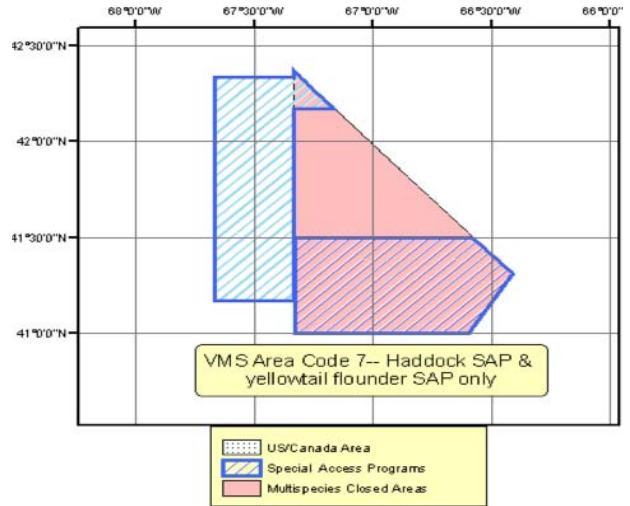 68°0'0"W 67°30'0"W 67°0'0"W 66°30'0"W 66°0'0"W
42°30'0"N
42°0'0"N
41°30'0"N
41°0'0"N
VMS Area Code 7-- Haddock SAP &
yellowtail flounder SAP only
US/Canada Area
Special Access Programs
Multispecies Closed Areas